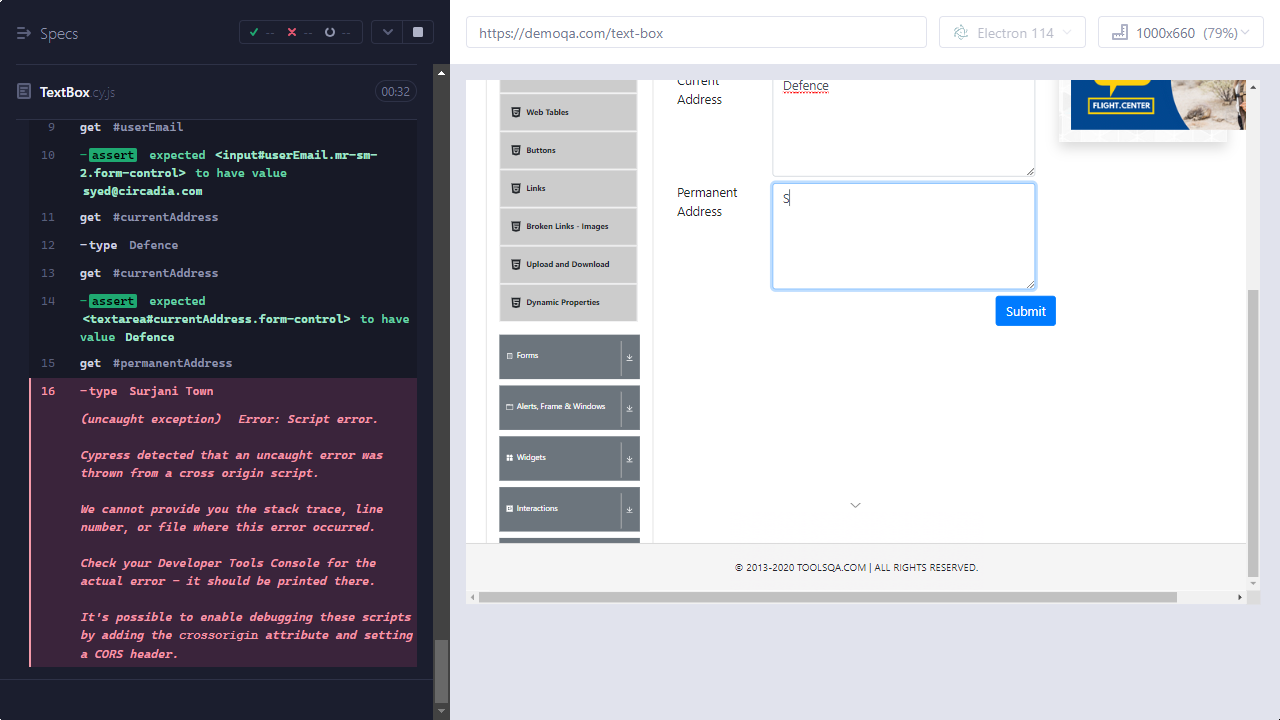 Specs
-- -- --
TextBox.cy.js
00:32
9 get #userEmail
10 -assert expected <input#userEmail.mr-sm-
2.form-control> to have value
syed@circadia.com
11 get #currentAddress
12 -type Defence
13 get #currentAddress
14 -assert expected
<textarea#currentAddress.form-control> to have
value Defence
15 get #permanentAddress
16 -type Surjani Town
(uncaught exception) Error: Script error.
Cypress detected that an uncaught error was
thrown from a cross origin script.
We cannot provide you the stack trace, line
number, or file where this error occurred.
Check your Developer Tools Console for the
actual error - it should be printed there.
It's possible to enable debugging these scripts
by adding the crossorigin attribute and setting
a CORS header.
https://demoqa.com/text-box
Electron 114
1000x660 (79%)
Web Tables
Buttons
Links
Broken Links - Images
Upload and Download
Dynamic Properties
Forms
Alerts, Frame & Windows
Widgets
Interactions
Current
Address
Defence
Permanent
Address
S
Submit
FLIGHT.CENTER
© 2013-2020 TOOLSQA.COM | ALL RIGHTS RESERVED.